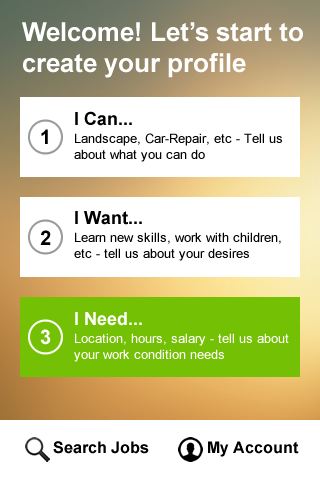 Welcome! Let’s start to
create your profile
1
I Can...
Landscape, Car-Repair, etc - Tell us
about what you can do
2
I Want...
Learn new skills, work with children,
etc - tell us about your desires
3
I Need...
Location, hours, salary - tell us about
your work condition needs
Search Jobs
My Account